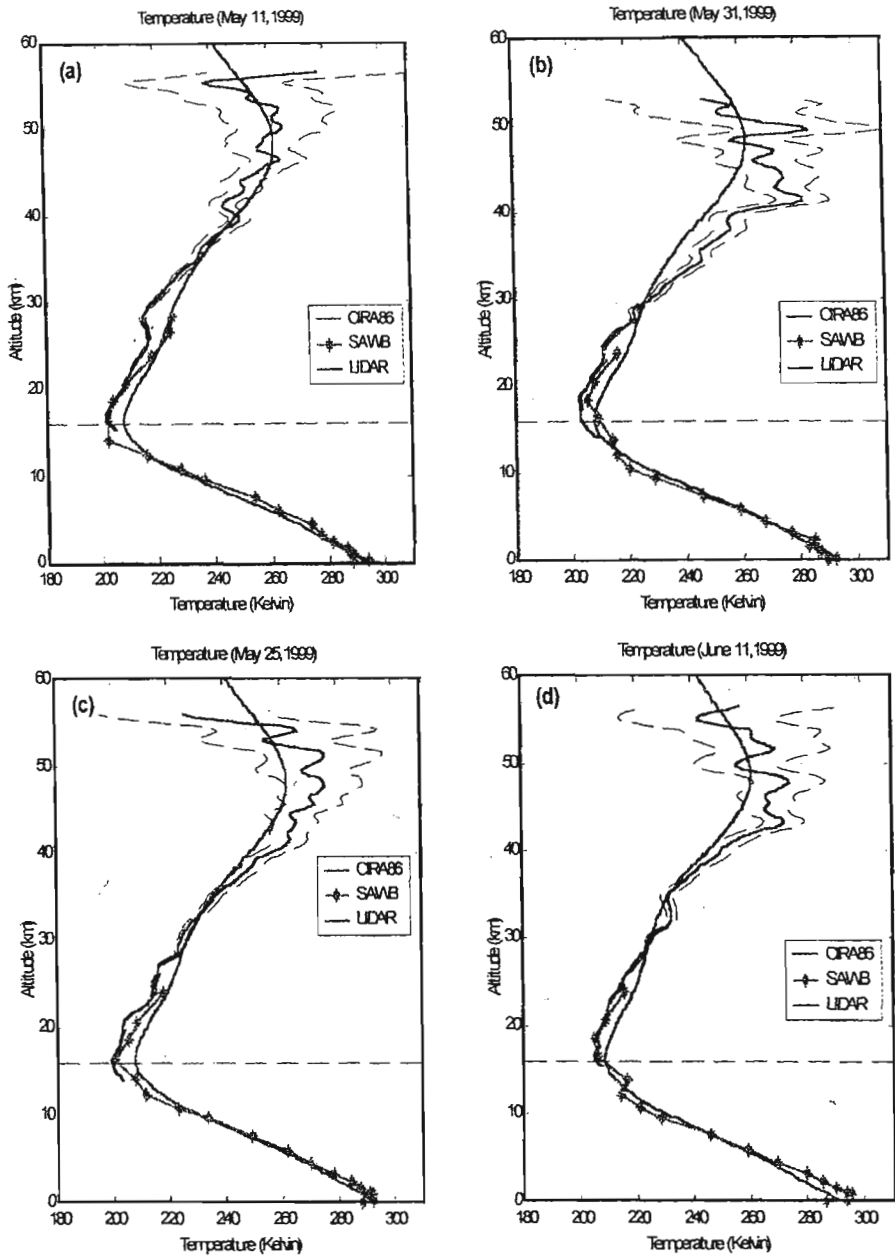 Temperature (May 11, 1999)
(a)
60
50
40
30
20
10
0
Altitude (km)
CIRA86
SAWB
LIDAR
180 200 220 240 260 280 300
Temperature (Kelvin)
Temperature (May 31, 1999)
(b)
60
50
40
30
20
10
0
Altitude (km)
CIRA86
SAWB
LIDAR
180 200 220 240 260 280 300
Temperature (Kelvin)
Temperature (May 25, 1999)
(c)
60
50
40
30
20
10
0
Altitude (km)
CIRA86
SAWB
LIDAR
180 200 220 240 260 280 300
Temperature (Kelvin)
Temperature (June 11, 1999)
(d)
60
50
40
30
20
10
0
Altitude (km)
CIRA86
SAWB
LIDAR
180 200 220 240 260 280 300
Temperature (Kelvin)